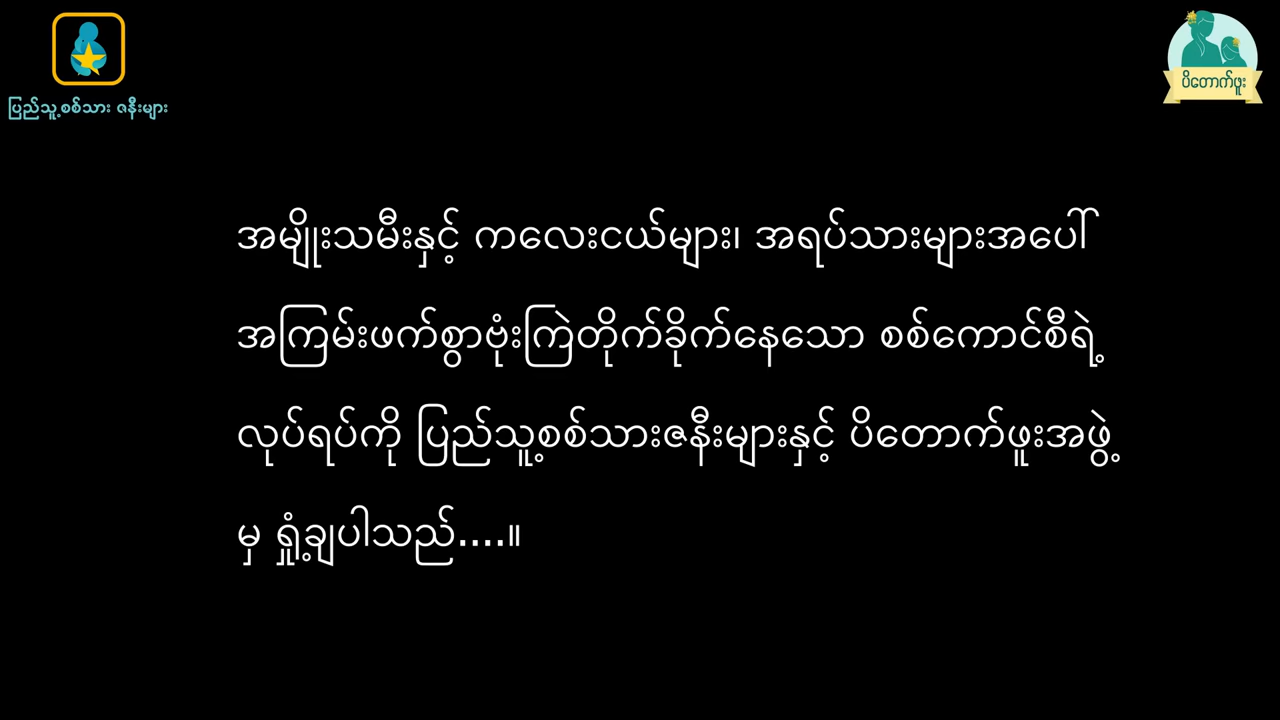 ပြည်သူ့စစ်သား ဇနီးများ
ပိတောက်ဖူး
အမျိုးသမီးနှင့် ကလေးငယ်များ၊ အရပ်သားများအပေါ်
အကြမ်းဖက်စွာဗုံးကြဲတိုက်ခိုက်နေသော စစ်ကောင်စီရဲ့
လုပ်ရပ်ကို ပြည်သူ့စစ်သားဇနီးများနှင့် ပိတောက်ဖူးအဖွဲ့
မှ ရှုံ့ချပါသည်....။